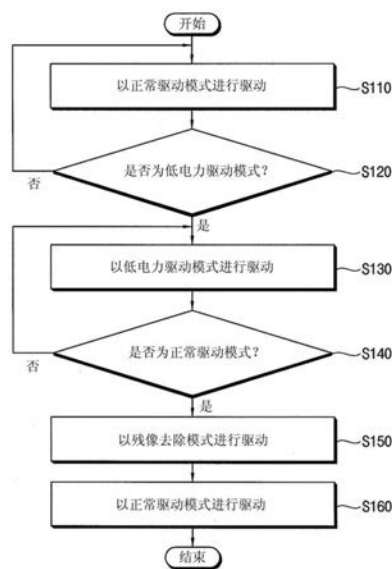 开始
以正常驱动模式进行驱动
S110
是否为低电力驱动模式?
S120
否
是
以低电力驱动模式进行驱动
S130
是否为正常驱动模式?
S140
否
是
以残像去除模式进行驱动
S150
以正常驱动模式进行驱动
S160
结束